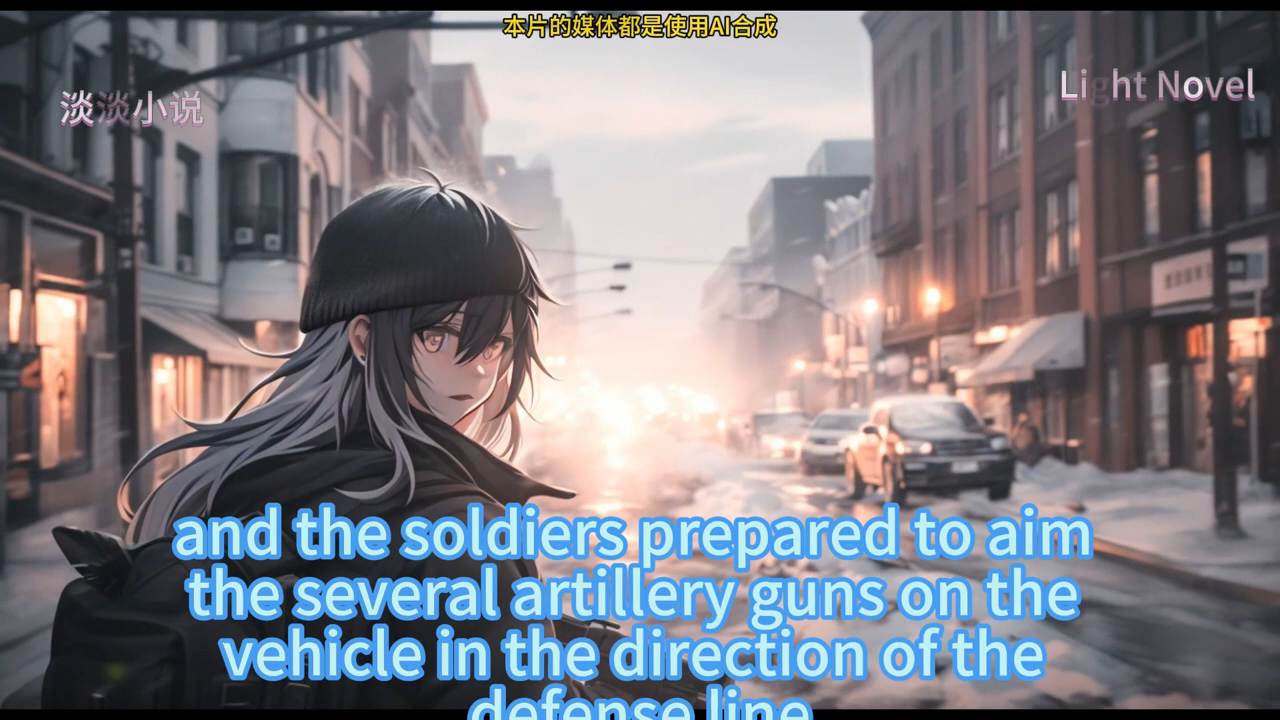 本片的媒体都是使用AI合成
淡淡小说
Light Novel
and the soldiers prepared to aim
the several artillery guns on the
vehicle in the direction of the
defense line